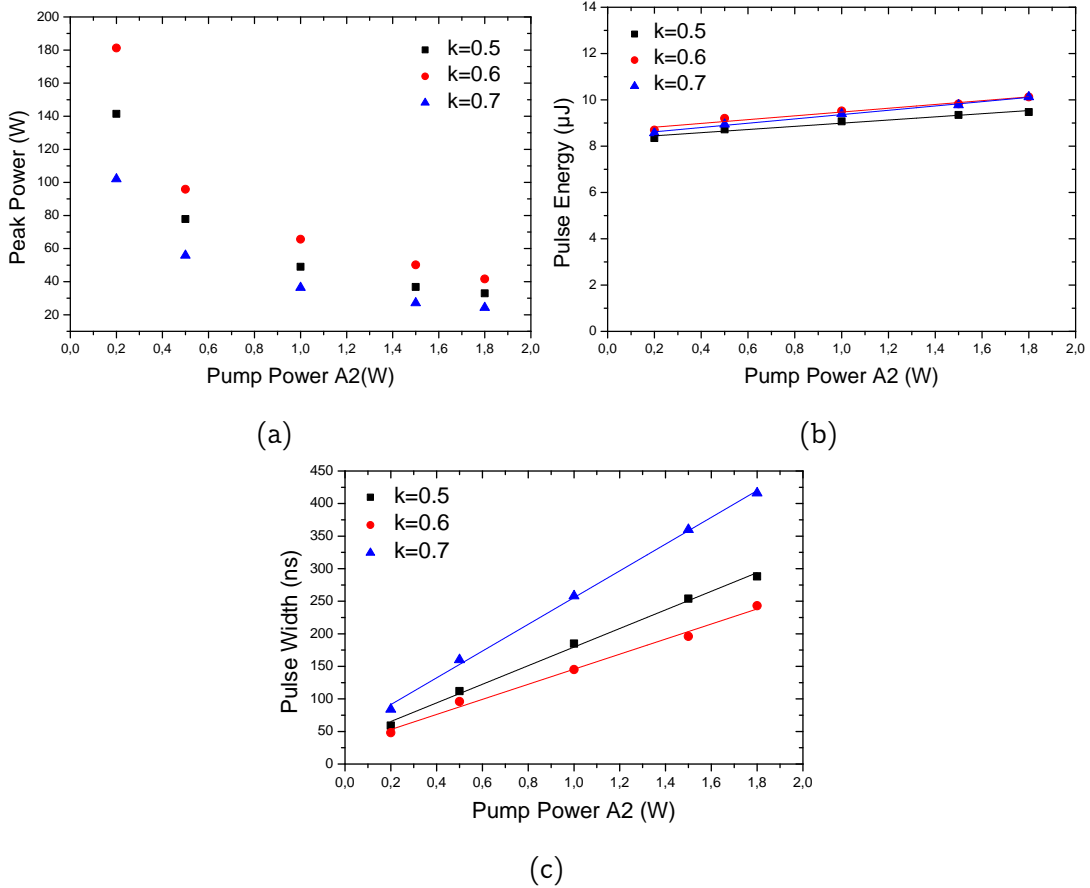 200
180
160
140
120
100
80
60
40
20
Peak Power (W)
k=0.5
k=0.6
k=0.7
0,0 0,2 0,4 0,6 0,8 1,0 1,2 1,4 1,6 1,8 2,0
Pump Power A2(W)
(a)
14
12
10
8
6
4
2
0
Pulse Energy (µJ)
k=0.5
k=0.6
k=0.7
0,0 0,2 0,4 0,6 0,8 1,0 1,2 1,4 1,6 1,8 2,0
Pump Power A2 (W)
(b)
450
400
350
300
250
200
150
100
50
0
Pulse Width (ns)
k=0.5
k=0.6
k=0.7
0,0 0,2 0,4 0,6 0,8 1,0 1,2 1,4 1,6 1,8 2,0
Pump Power A2 (W)
(c)